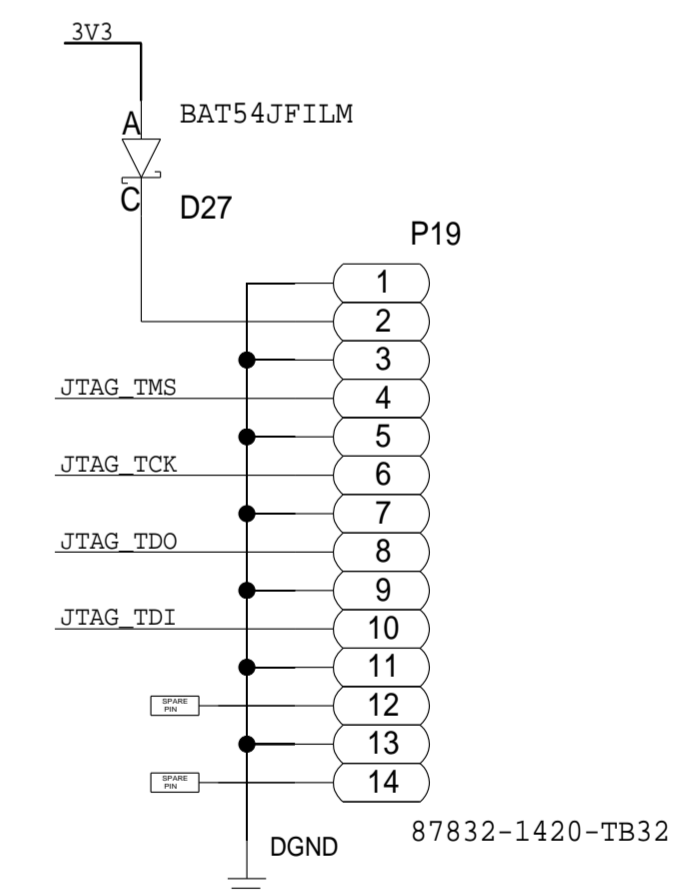 3V3
A
BAT54JFILM
C
D27
P19
1
2
3
JTAG_TMS
4
5
JTAG_TCK
6
7
JTAG_TDO
8
9
JTAG_TDI
10
11
SPARE
PIN
12
13
SPARE
PIN
14
DGND
87832-1420-TB32